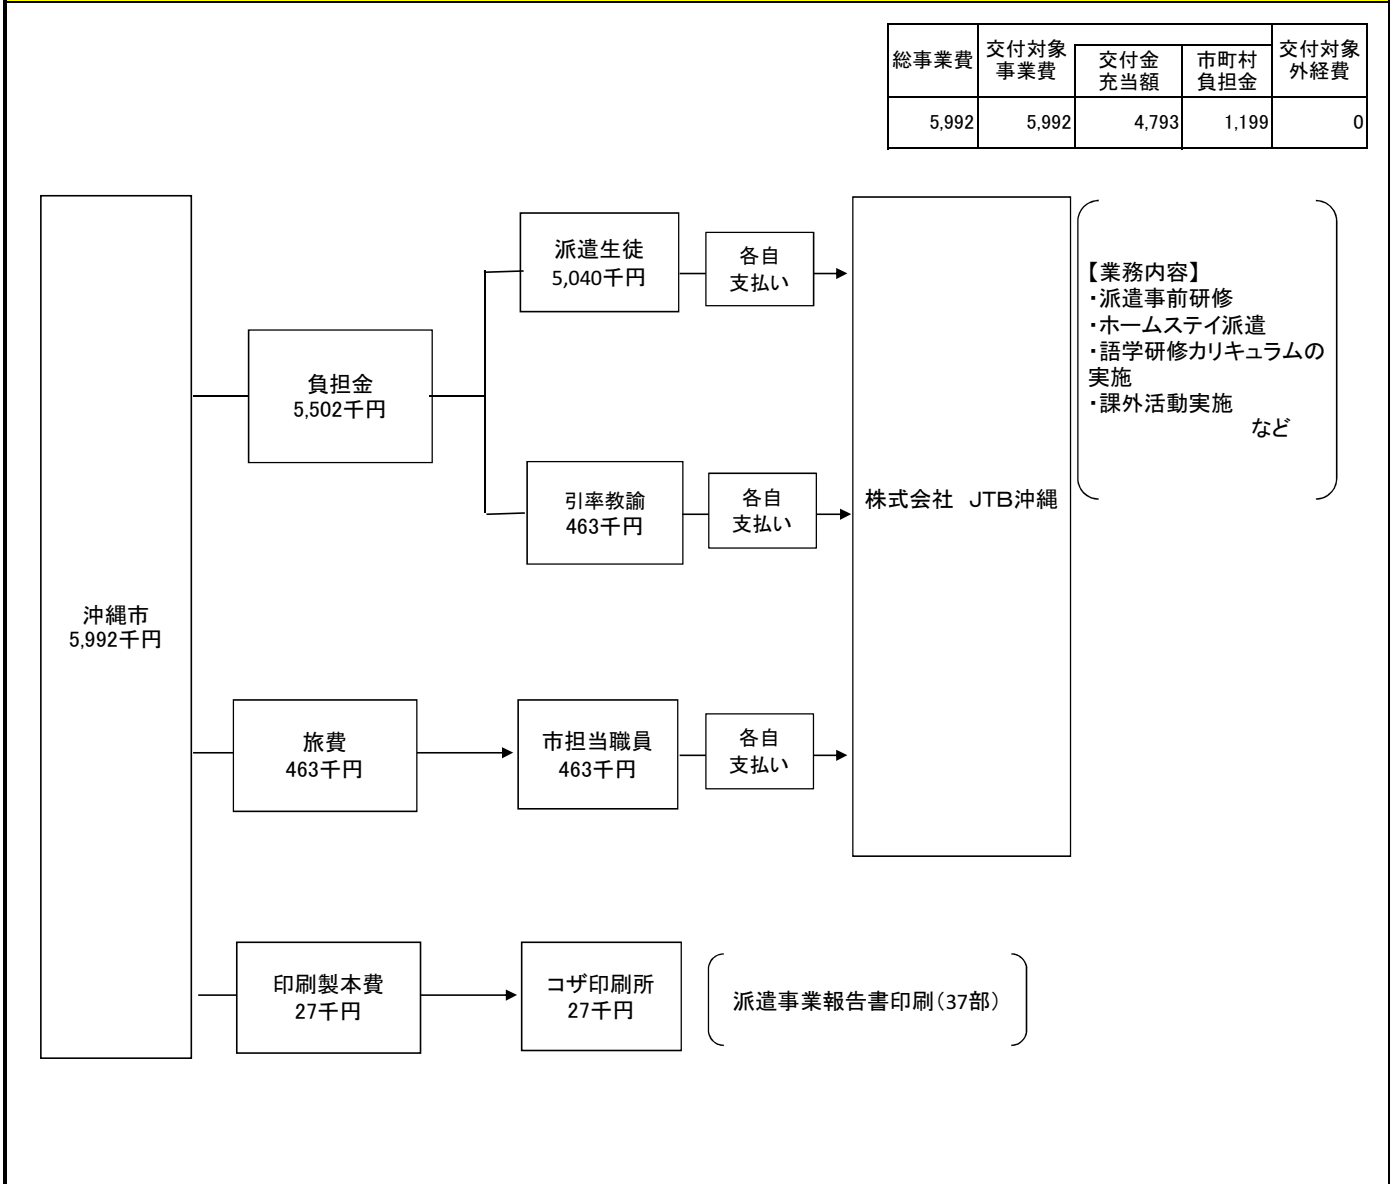 総事業費
交付対象
事業費
交付金
充当額
市町村
負担金
交付対象
外経費
5,992
5,992
4,793
1,199
0
派遣生徒
5,040千円
各自
支払い
【業務内容】
・派遣事前研修
・ホームステイ派遣
・語学研修カリキュラムの
実施
・課外活動実施
など
負担金
5,502千円
引率教諭
463千円
各自
支払い
株式会社　JTB沖縄
沖縄市
5,992千円
旅費
463千円
市担当職員
463千円
各自
支払い
印刷製本費
27千円
コザ印刷所
27千円
派遣事業報告書印刷（37部）